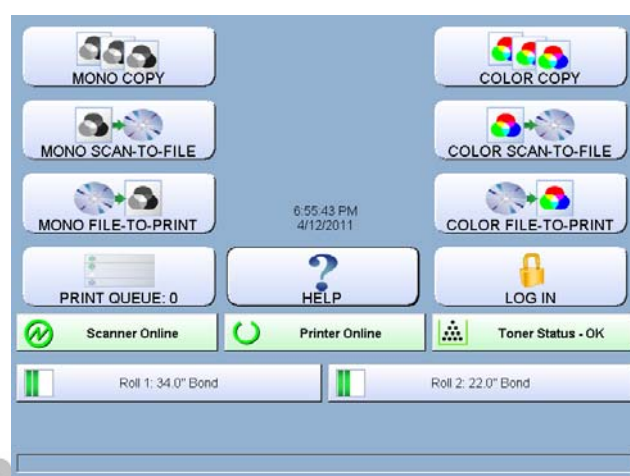 MONO COPY
COLOR COPY
MONO SCAN-TO-FILE
COLOR SCAN-TO-FILE
MONO FILE-TO-PRINT
6:55:43 PM
4/12/2011
COLOR FILE-TO-PRINT
PRINT QUEUE: 0
HELP
LOG IN
Scanner Online
Printer Online
Toner Status - OK
Roll 1: 34.0" Bond
Roll 2: 22.0" Bond